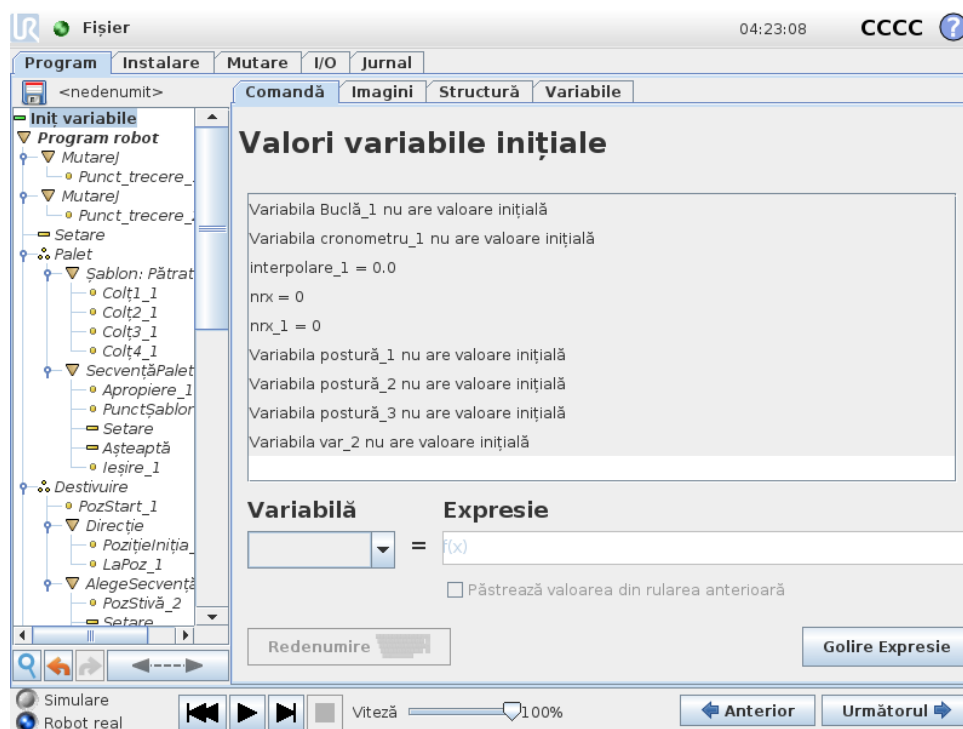 Fișier
04:23:08
CCCC
?
Program
Instalare
Mutare
I/O
Jurnal
<nedenumit>
Comandă
Imagini
Structură
Variabile
Iniț variabile
Program robot
MutareJ
Punct_trecere_
MutareJ
Punct_trecere_
Setare
Palet
Șablon: Pătrat
Colț1_1
Colț2_1
Colț3_1
Colț4_1
SecvențăPalet
Apropiere_1
PunctȘablon
Setare
Așteaptă
Ieșire_1
Destivuire
PozStart_1
Direcție
PozițieIniția_
LaPoz_1
AlegeSecvență
PozStivă_2
Setare
Valori variabile inițiale
Variabila Buclă_1 nu are valoare inițială
Variabila cronometru_1 nu are valoare inițială
interpolare_1 = 0.0
nrx = 0
nrx_1 = 0
Variabila postură_1 nu are valoare inițială
Variabila postură_2 nu are valoare inițială
Variabila postură_3 nu are valoare inițială
Variabila var_2 nu are valoare inițială
Variabilă
Expresie
=
f(x)
Păstrează valoarea din rularea anterioară
Redenumire
Golire Expresie
Simulare
Robot real
Viteză
100%
Anterior
Următorul